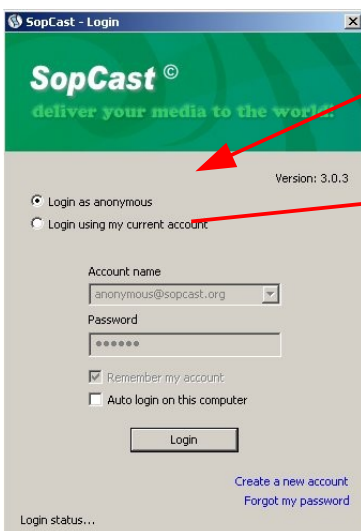 SopCast - Login
SopCast ©
deliver your media to the world!
Version: 3.0.3
Login as anonymous
Login using my current account
Account name
anonymous@sopcast.org
Password
●●●●●●
Remember my account
Auto login on this computer
Login
Create a new account
Forgot my password
Login status...